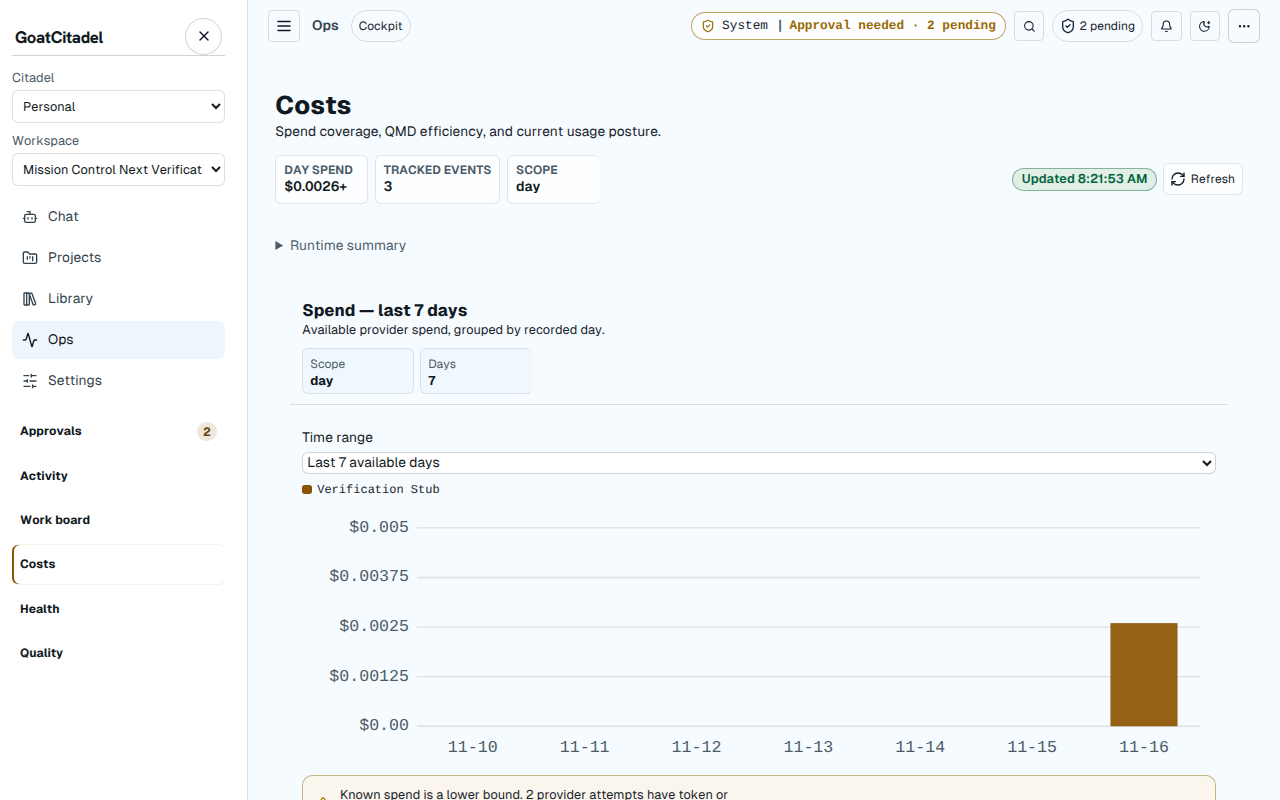 GoatCitadel
Citadel
Personal
Workspace
Mission Control Next Verificat
Chat
Projects
Library
Ops
Settings
Approvals 2
Activity
Work board
Costs
Health
Quality
Ops Cockpit System | Approval needed · 2 pending 2 pending
Costs
Spend coverage, QMD efficiency, and current usage posture.
DAY SPEND
$0.0026+
TRACKED EVENTS
3
SCOPE
day
Updated 8:21:53 AM Refresh
Runtime summary
Spend — last 7 days
Available provider spend, grouped by recorded day.
Scope
day
Days
7
Time range
Last 7 available days
Verification Stub
$0.005
$0.00375
$0.0025
$0.00125
$0.00
11-10 11-11 11-12 11-13 11-14 11-15 11-16
Known spend is a lower bound. 2 provider attempts have token or